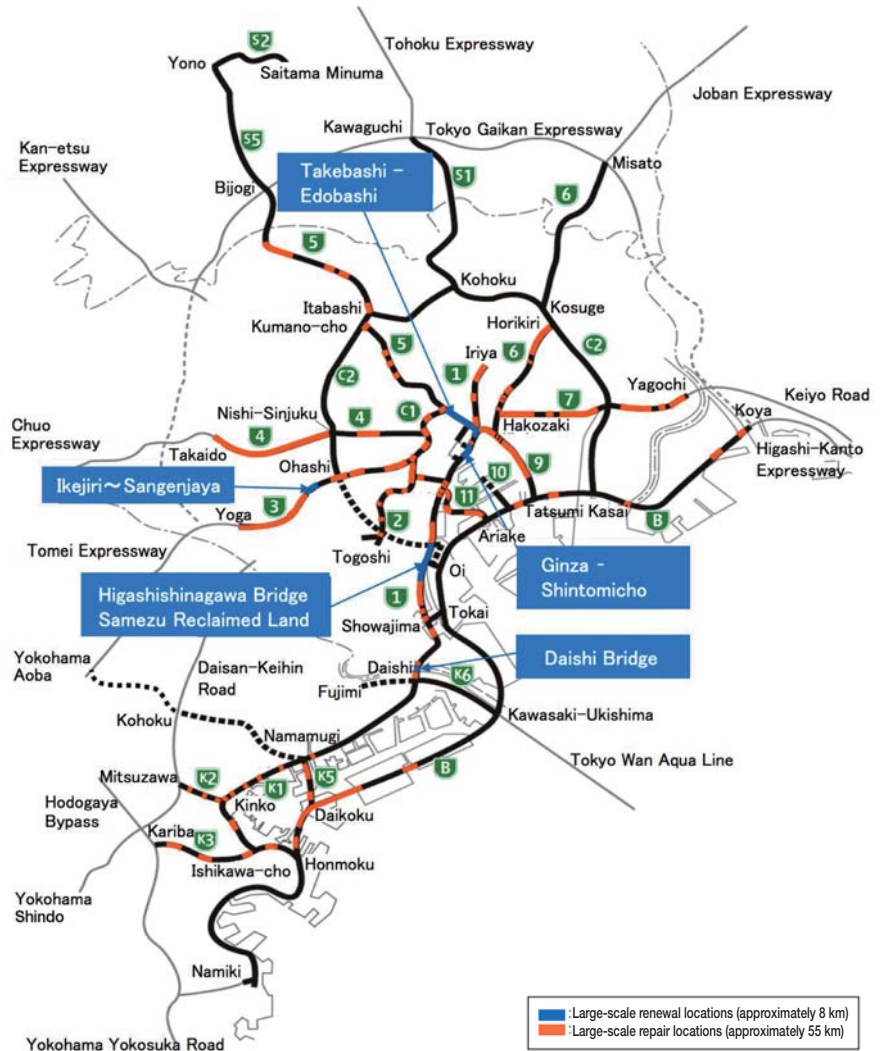 S2
Tohoku Expressway
Yono
Saitama Minuma
Joban Expressway
Kawaguchi
Tokyo Gaikan Expressway
Kan-etsu
Expressway
S5
Takebashi -
Edobashi
S1
Misato
6
Bijogi
5
Kohoku
Itabashi
Kosuge
Kumano-cho
Horikiri
5
Iriya
6
C2
1
C2
Yagochi
7
Keiyo Road
C1
Nishi-Sinjuku
4
Hakozaki
Koya
Chuo
Expressway
4
Takaido
Higashi-Kanto
Expressway
Ohashi
10
9
Ikejiri~Sangenjaya
11
Tatsumi
Kasai
3
Yoga
2
Ariake
B
Tomei Expressway
Togoshi
Oi
Ginza -
Shintomicho
Higashishinagawa Bridge
Samezu Reclaimed Land
1
Tokai
Showajima
Yokohama
Aoba
Daisan-Keihin
Road
Daishi
K6
Daishi Bridge
Fujimi
Kohoku
Kawasaki-Ukishima
Namamugi
Tokyo Wan Aqua Line
Mitsuzawa
K2
K1
K5
B
Hodogaya
Bypass
Kinko
Daikoku
Kariba
K3
Ishikawa-cho
Honmoku
Yokohama
Shindo
Namiki
:Large-scale renewal locations (approximately 8 km)
:Large-scale repair locations (approximately 55 km)
Yokohama Yokosuka Road